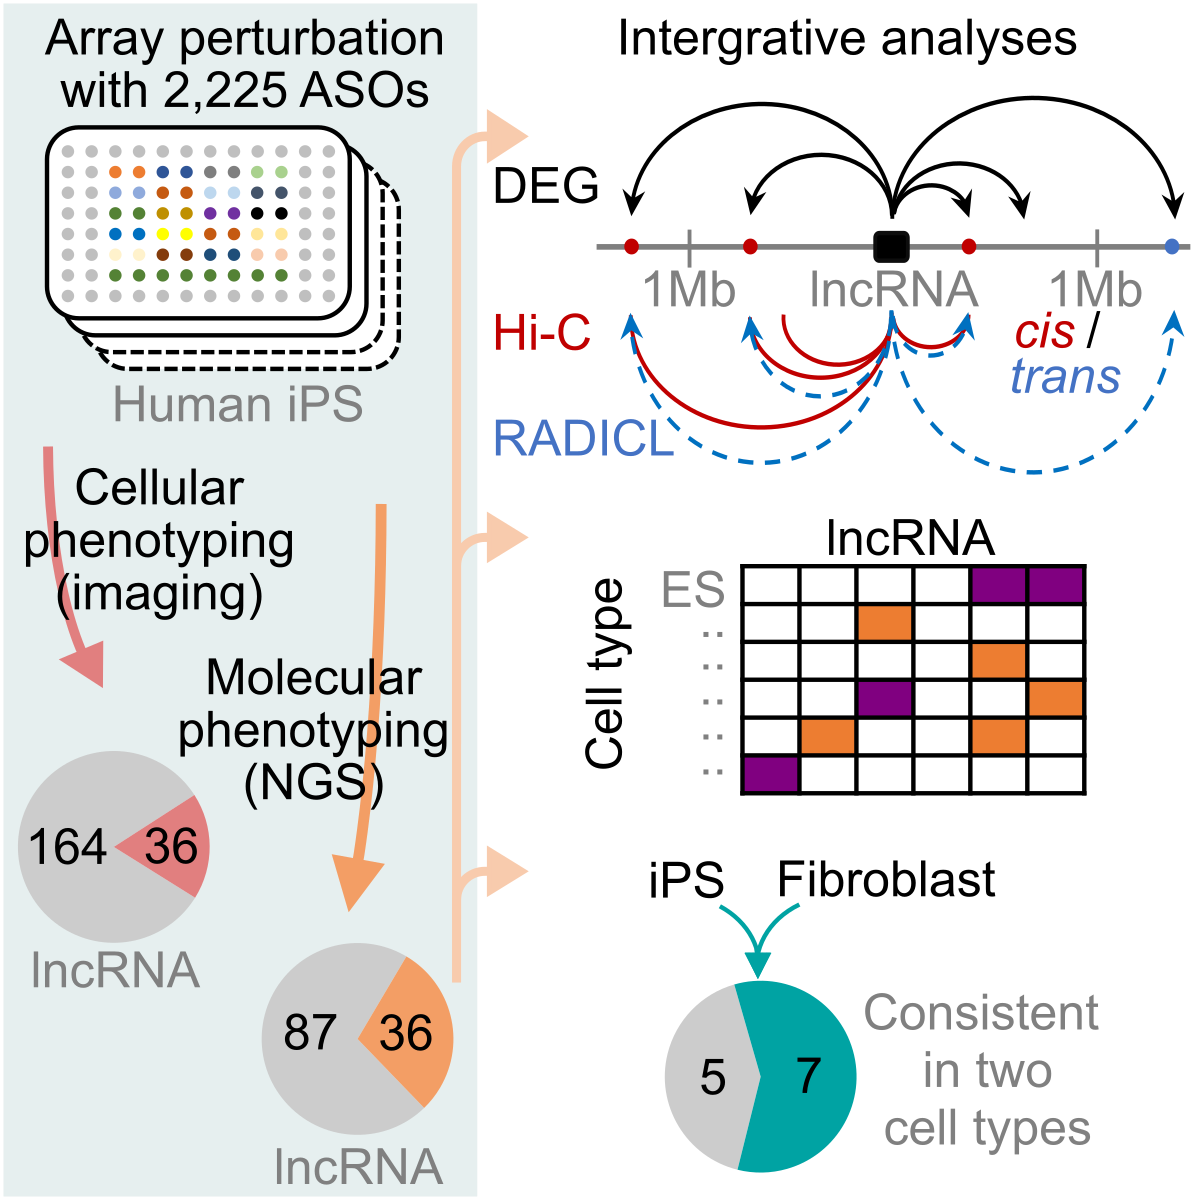 Array perturbation
with 2,225 ASOs
Human iPS
Cellular
phenotyping
(imaging)
Molecular
phenotyping
(NGS)
164
36
lncRNA
87
36
lncRNA
Intergrative analyses
DEG
1Mb
lncRNA
1Mb
Hi-C
cis /
trans
RADICL
lncRNA
Cell type
ES
..
..
..
..
..
iPS
Fibroblast
5
7
Consistent
in two
cell types